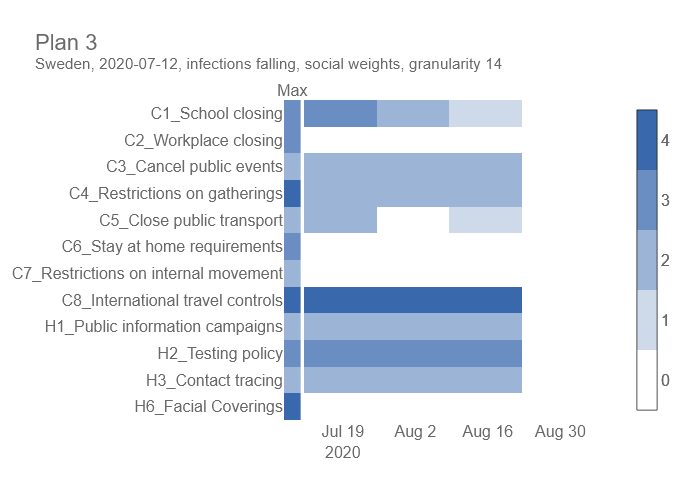 Plan 3
Sweden, 2020-07-12, infections falling, social weights, granularity 14
Max
C1_School closing
C2_Workplace closing
C3_Cancel public events
C4_Restrictions on gatherings
C5_Close public transport
C6_Stay at home requirements
C7_Restrictions on internal movement
C8_International travel controls
H1_Public information campaigns
H2_Testing policy
H3_Contact tracing
H6_Facial Coverings
Jul 19 Aug 2 Aug 16 Aug 30
2020
4
3
2
1
0